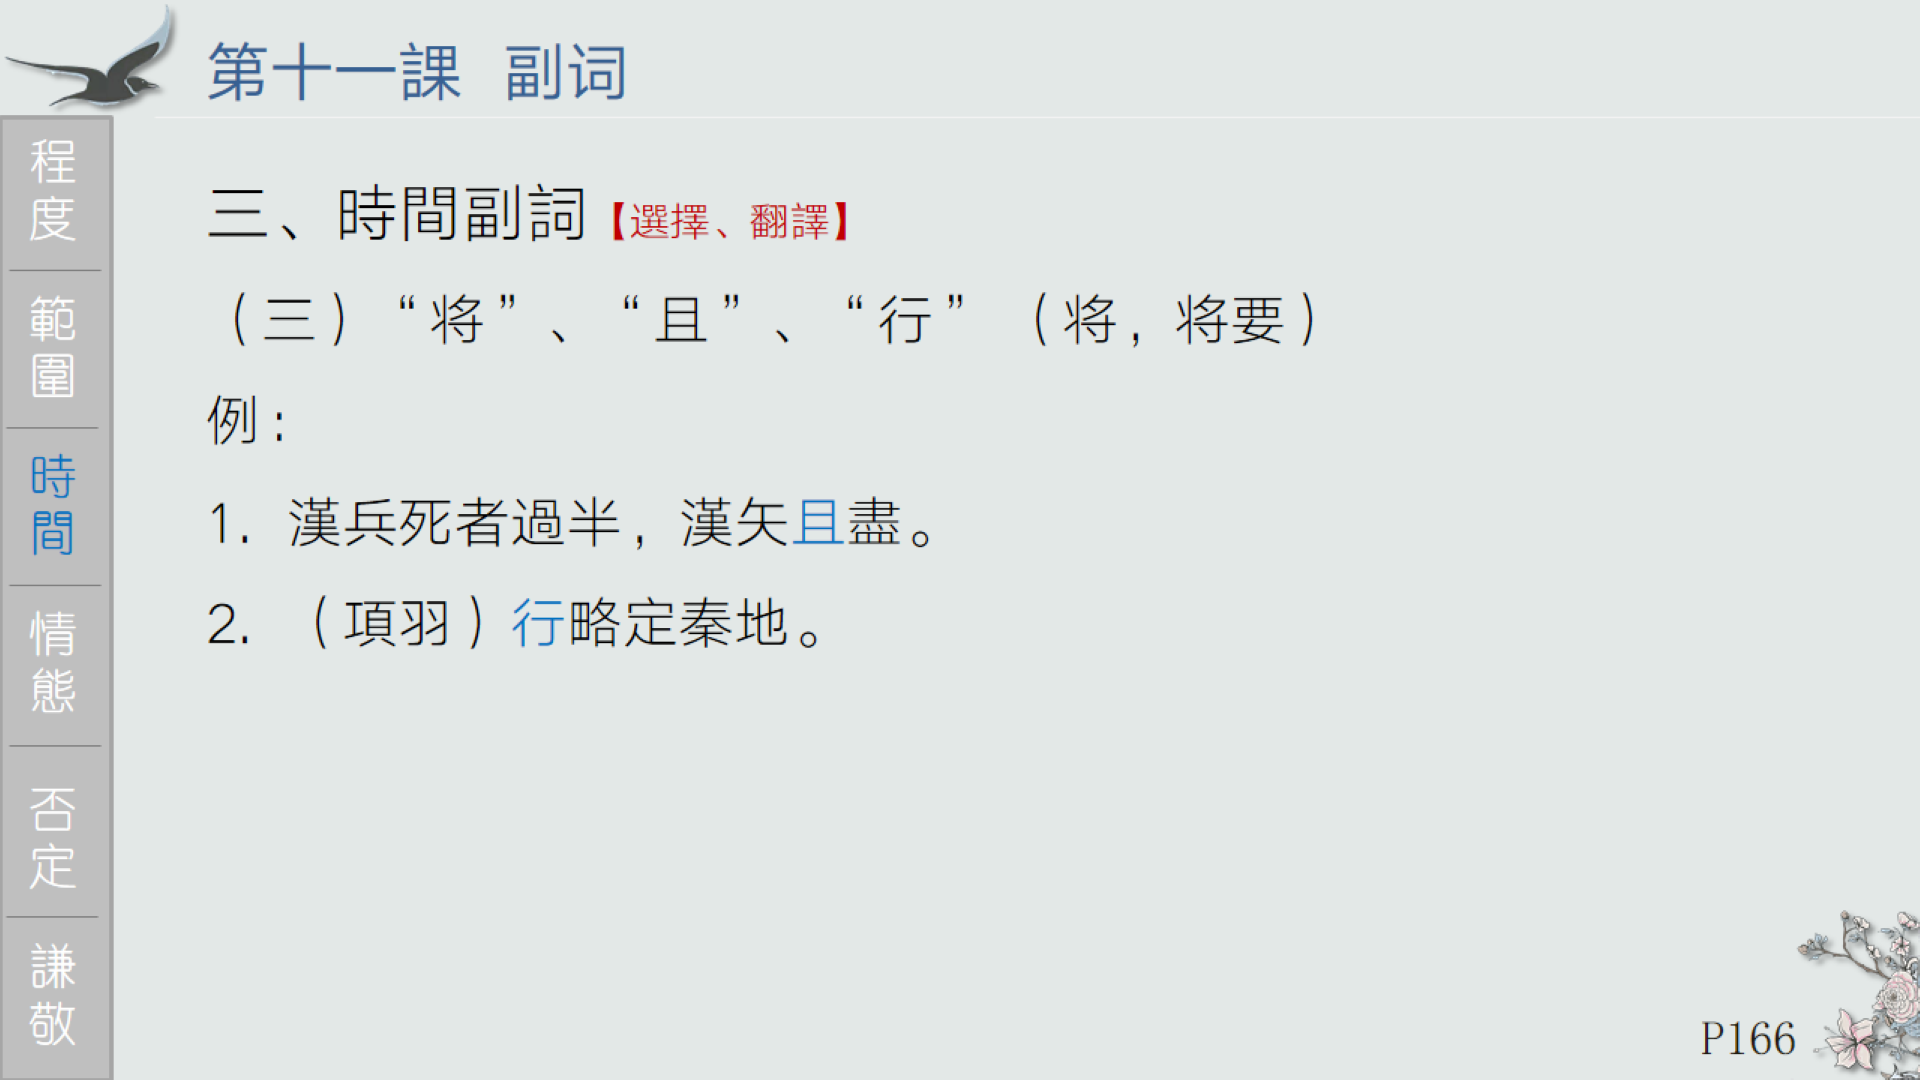 第十一課 副词
程度
範圍
時間
情態
否定
謙敬
三、時間副詞【選擇、翻譯】
（三）“将”、“且”、“行”（将，将要）
例：
1. 漢兵死者過半，漢矢且盡。
2. （項羽）行略定秦地。
P166